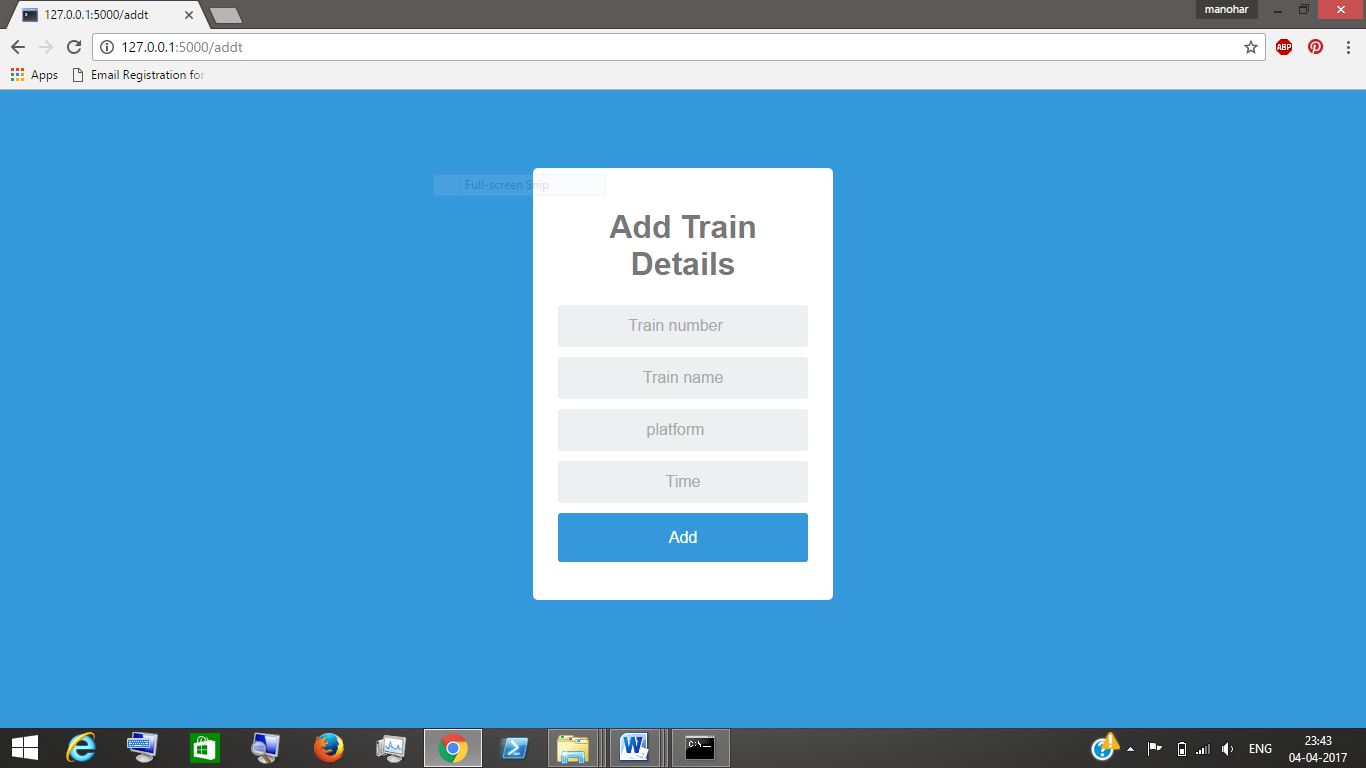 127.0.0.1:5000/addt
manohar
127.0.0.1:5000/addt
ABP
Apps
Email Registration for
Full-screen Snip
Add Train
Details
Train number
Train name
platform
Time
Add
ENG
23:43
04-04-2017